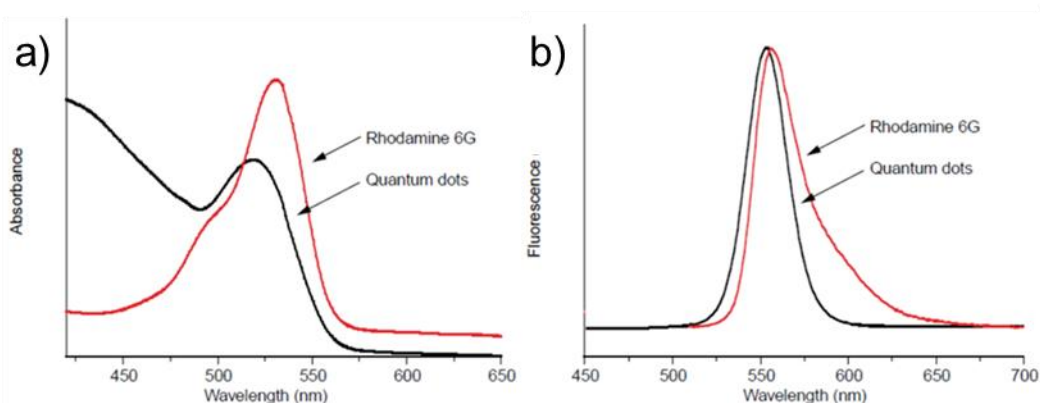 a)
Absorbance
Rhodamine 6G
Quantum dots
450
500
550
600
650
Wavelength (nm)
b)
Fluorescence
Rhodamine 6G
Quantum dots
450
500
550
600
650
700
Wavelength (nm)